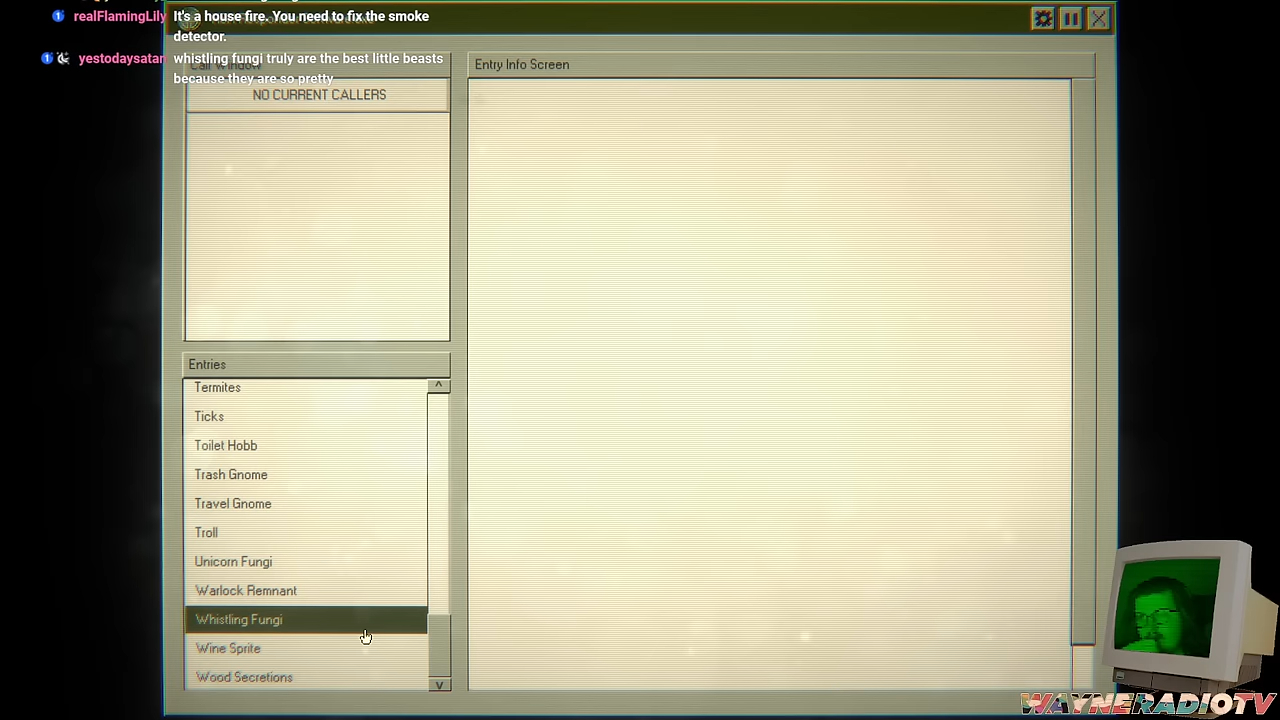 realFlamingLily It's a house fire. You need to fix the smoke
detector.
yestodaysatan whistling fungi truly are the best little beasts
because they are so pretty
NO CURRENT CALLERS
Entry Info Screen
Entries
Termites
Ticks
Toilet Hobb
Trash Gnome
Travel Gnome
Troll
Unicorn Fungi
Warlock Remnant
Whistling Fungi
Wine Sprite
Wood Secretions
WAYNERADIOTV